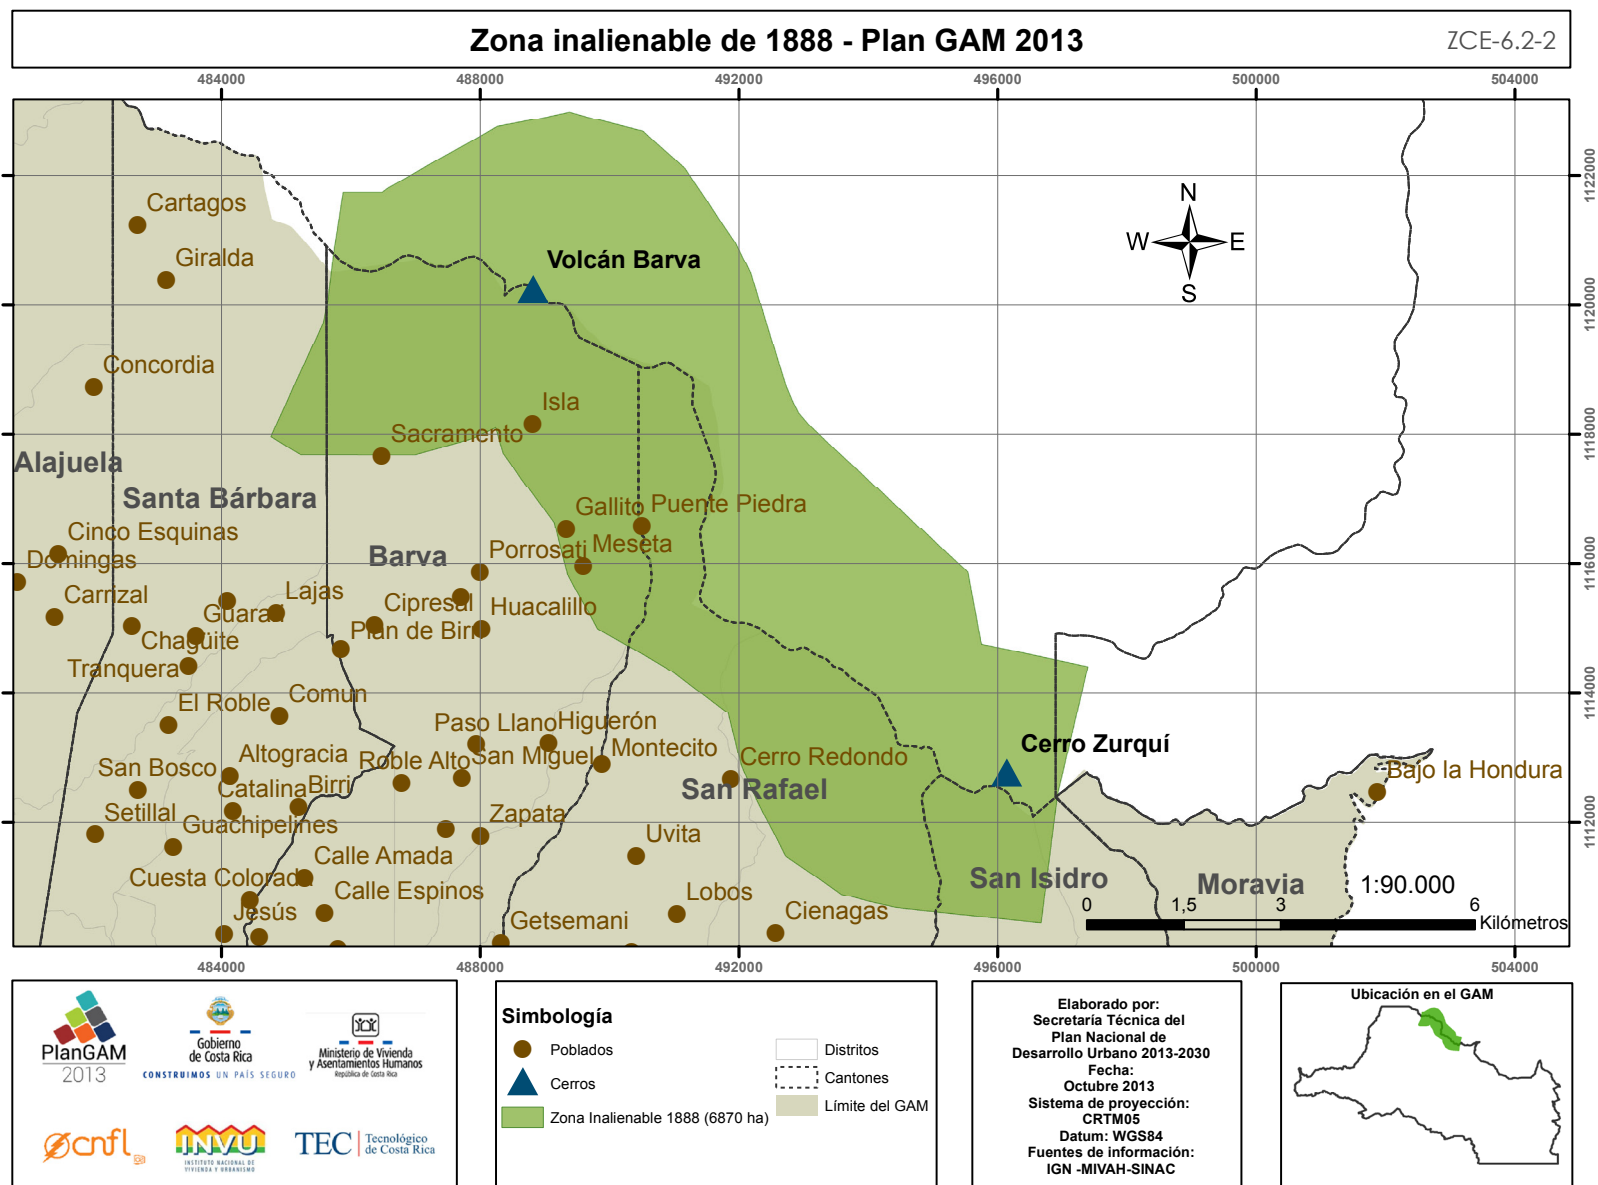 Zona inalienable de 1888 - Plan GAM 2013
ZCE-6.2-2
484000
488000
492000
496000
500000
504000
1122000
1120000
1118000
1116000
1114000
1112000
N
W
E
S
Cartagos
Giralda
Volcán Barva
Concordia
Isla
Sacramento
Alajuela
Santa Bárbara
Gallito
Puente Piedra
Cinco Esquinas
Meseta
Porrosati
Barva
Domingas
Carrizal
Lajas
Cipresal
Huacalillo
Guarari
Plan de Birri
Chagüite
Tranquera
Comun
El Roble
Paso Llano
Higuerón
Cerro Zurquí
Altogracia
Roble Alto
San Miguel
Montecito
Cerro Redondo
San Bosco
Catalina
Birri
San Rafael
Bajo la Hondura
Setillal
Guachipelines
Zapata
Uvita
Calle Amada
Cuesta Colorada
Calle Espinos
Lobos
San Isidro
Moravia
1:90.000
Jesús
Getsemani
Cienagas
0
1,5
3
6
Kilómetros
484000
488000
492000
496000
500000
504000
PlanGAM
2013
Gobierno
de Costa Rica
CONSTRUIMOS UN PAÍS SEGURO
Ministerio de Vivienda
y Asentamientos Humanos
República de Costa Rica
cnfl
INVU
INSTITUTO NACIONAL DE
VIVIENDA Y URBANISMO
TEC
Tecnológico
de Costa Rica
Simbología
Poblados
Cerros
Zona Inalienable 1888 (6870 ha)
Distritos
Cantones
Límite del GAM
Elaborado por:
Secretaría Técnica del
Plan Nacional de
Desarrollo Urbano 2013-2030
Fecha:
Octubre 2013
Sistema de proyección:
CRTM05
Datum: WGS84
Fuentes de información:
IGN -MIVAH-SINAC
Ubicación en el GAM